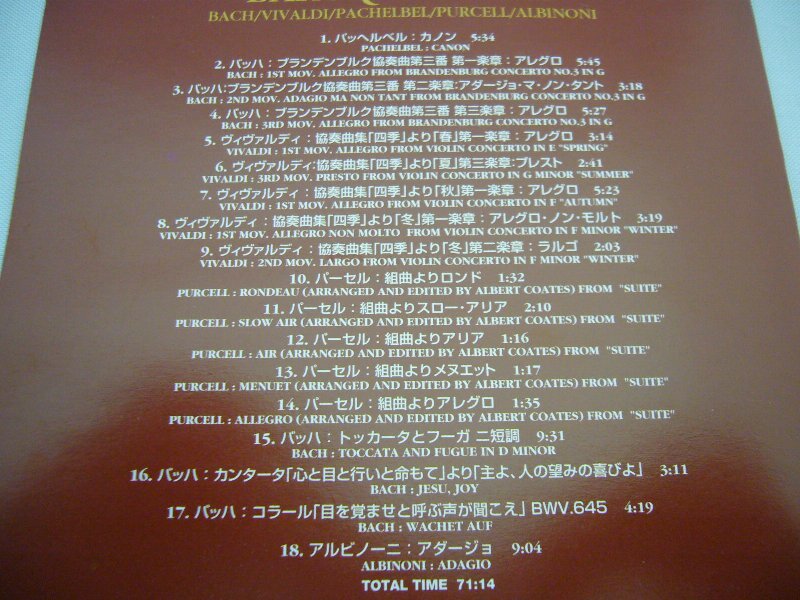 BACH/VIVALDI/PACHELBEL/PURCELL/ALBINONI
1. パッヘルベル：カノン 5:34
PACHELBEL : CANON
2. バッハ：ブランデンブルク協奏曲第三番 第一楽章：アレグロ 5:45
BACH : 1ST MOV. ALLEGRO FROM BRANDENBURG CONCERTO NO.3 IN G
3. バッハ：ブランデンブルク協奏曲第三番 第二楽章：アダージョ・マ・ノン・タント 3:18
BACH : 2ND MOV. ADAGIO MA NON TANT FROM BRANDENBURG CONCERTO NO.3 IN G
4. バッハ：ブランデンブルク協奏曲第三番 第三楽章：アレグロ 5:27
BACH : 3RD MOV. ALLEGRO FROM BRANDENBURG CONCERTO NO.3 IN G
5. ヴィヴァルディ：協奏曲集「四季」より「春」第一楽章：アレグロ 3:14
VIVALDI : 1ST MOV. ALLEGRO FROM VIOLIN CONCERTO IN E "SPRING"
6. ヴィヴァルディ：協奏曲集「四季」より「夏」第三楽章：プレスト 2:41
VIVALDI : 3RD MOV. PRESTO FROM VIOLIN CONCERTO IN G MINOR "SUMMER"
7. ヴィヴァルディ：協奏曲集「四季」より「秋」第一楽章：アレグロ 5:23
VIVALDI : 1ST MOV. ALLEGRO FROM VIOLIN CONCERTO IN F "AUTUMN"
8. ヴィヴァルディ：協奏曲集「四季」より「冬」第一楽章：アレグロ・ノン・モルト 3:19
VIVALDI : 1ST MOV. ALLEGRO NON MOLTO FROM VIOLIN CONCERTO IN F MINOR "WINTER"
9. ヴィヴァルディ：協奏曲集「四季」より「冬」第二楽章：ラルゴ 2:03
VIVALDI : 2ND MOV. LARGO FROM VIOLIN CONCERTO IN F MINOR "WINTER"
10. パーセル：組曲よりロンド 1:32
PURCELL : RONDEAU (ARRANGED AND EDITED BY ALBERT COATES) FROM "SUITE"
11. パーセル：組曲よりスロー・アリア 2:10
PURCELL : SLOW AIR (ARRANGED AND EDITED BY ALBERT COATES) FROM "SUITE"
12. パーセル：組曲よりアリア 1:16
PURCELL : AIR (ARRANGED AND EDITED BY ALBERT COATES) FROM "SUITE"
13. パーセル：組曲よりメヌエット 1:17
PURCELL : MENUET (ARRANGED AND EDITED BY ALBERT COATES) FROM "SUITE"
14. パーセル：組曲よりアレグロ 1:35
PURCELL : ALLEGRO (ARRANGED AND EDITED BY ALBERT COATES) FROM "SUITE"
15. バッハ：トッカータとフーガ ニ短調 9:31
BACH : TOCCATA AND FUGUE IN D MINOR
16. バッハ：カンタータ「心と目と行いと命もて」より「主よ、人の望みの喜びよ」 3:11
BACH : JESU, JOY
17. バッハ：コラール「目を覚ませと呼ぶ声が聞こえ」BWV.645 4:19
BACH : WACHET AUF
18. アルビノーニ：アダージョ 9:04
ALBINONI : ADAGIO
TOTAL TIME 71:14